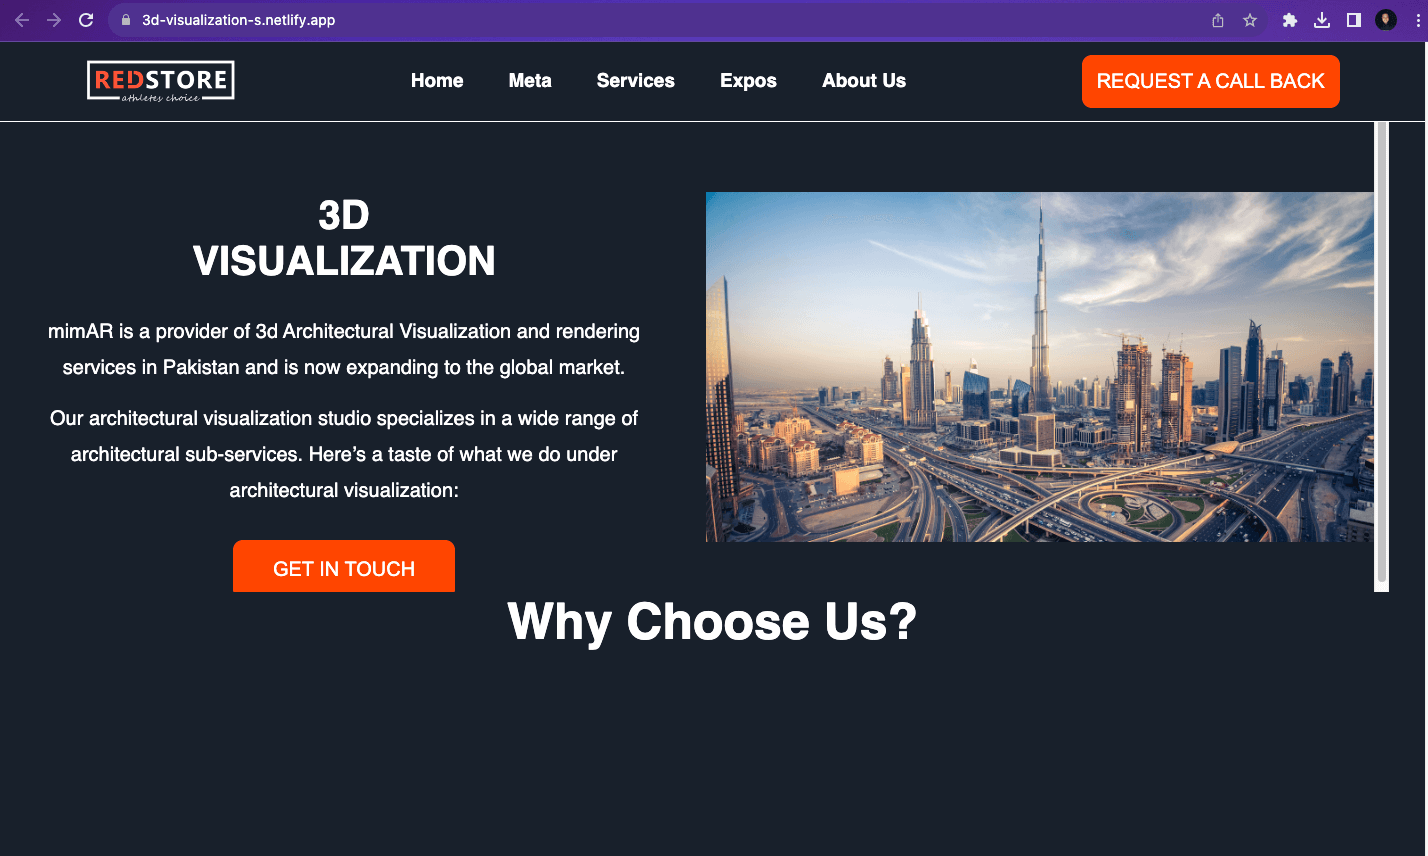 3d-visualization-s.netlify.app
REDSTORE
athletes choice
Home Meta Services Expos About Us
REQUEST A CALL BACK
3D
VISUALIZATION
mimAR is a provider of 3d Architectural Visualization and rendering
services in Pakistan and is now expanding to the global market.
Our architectural visualization studio specializes in a wide range of
architectural sub-services. Here’s a taste of what we do under
architectural visualization:
GET IN TOUCH
Why Choose Us?